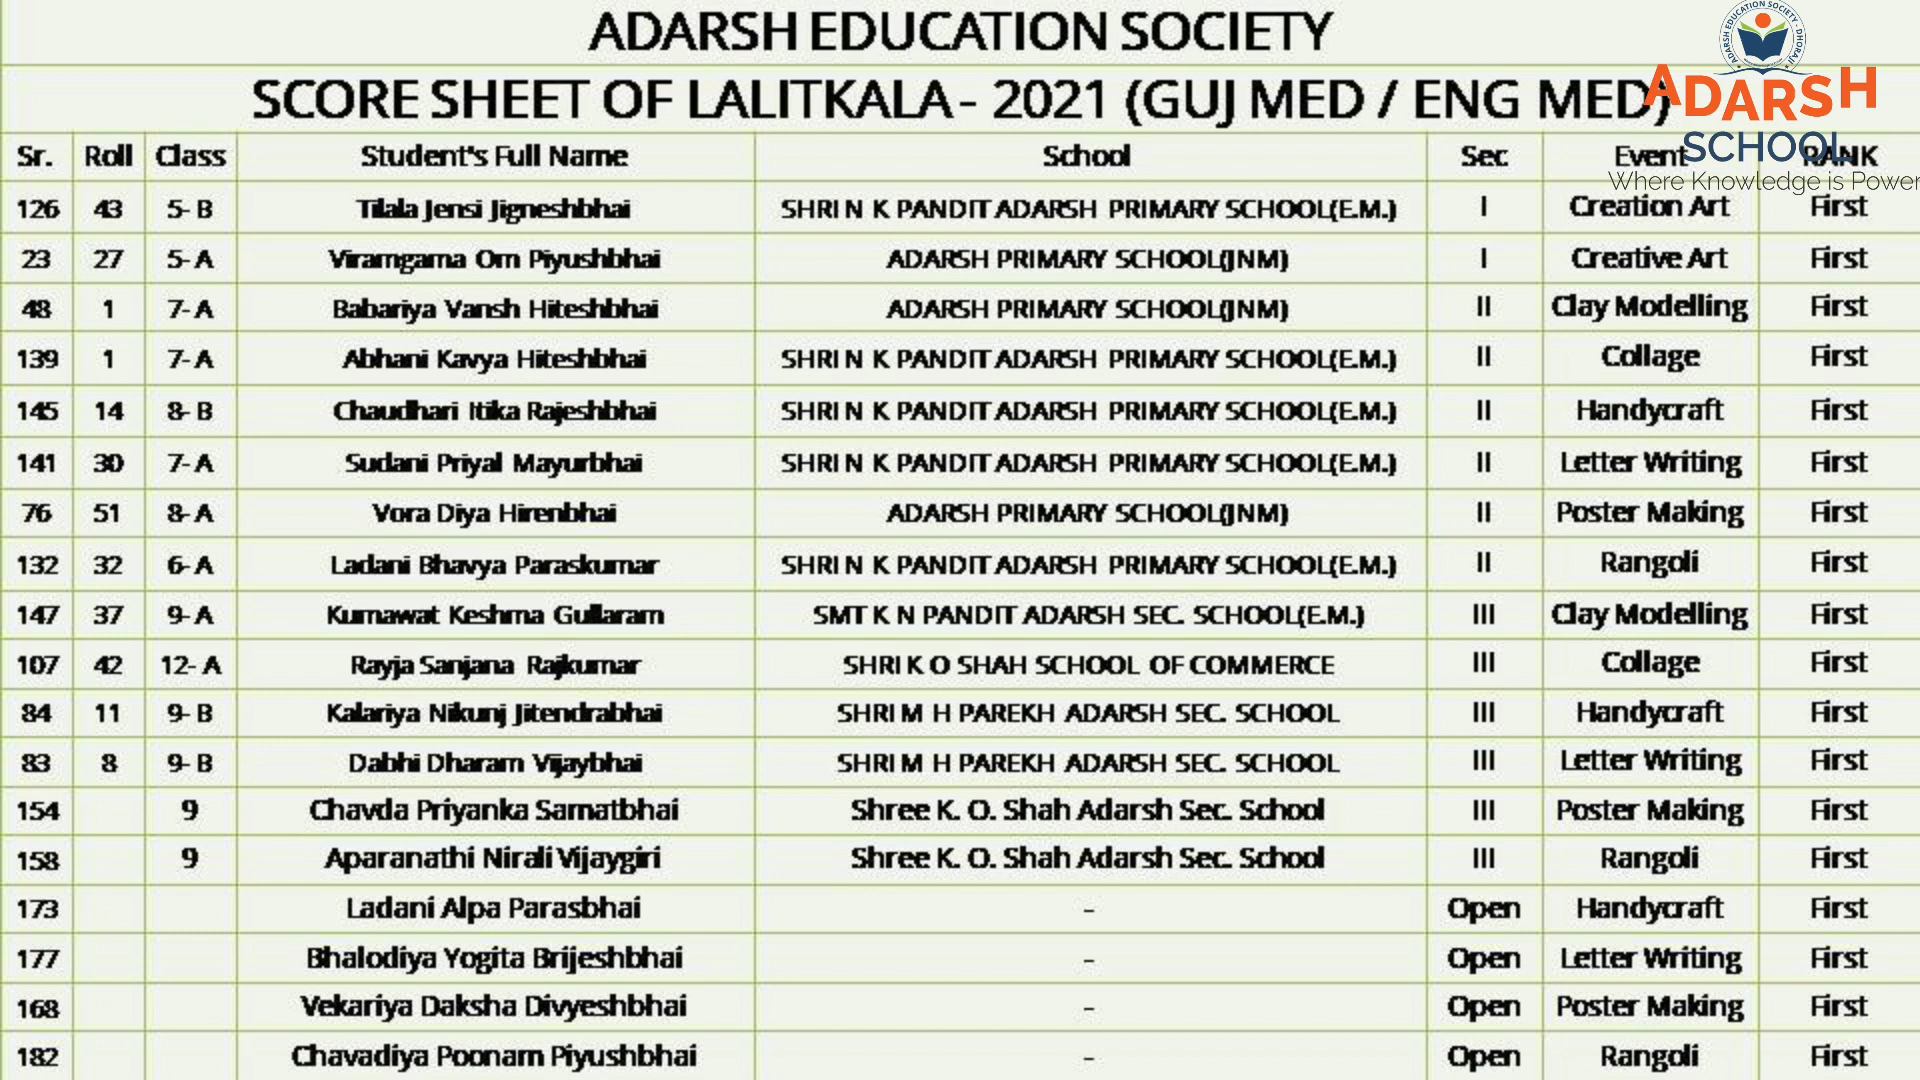 ADARSH EDUCATION SOCIETY
SCORE SHEET OF LALITKALA - 2021 (GUJ MED / ENG MED)
ADARSH EDUCATION SOCIETY - DHORAJI
ADARSH
SCHOOL
Where Knowledge is Power
Sr. Roll Class Student's Full Name School Sec Event RANK
126 43 5- B Tilala Jensi Jigneshbhai SHRI N K PANDIT ADARSH PRIMARY SCHOOL(E.M.) I Creation Art First
23 27 5- A Viramgama Om Piyushbhai ADARSH PRIMARY SCHOOL(JNM) I Creative Art First
48 1 7- A Babariya Vansh Hiteshbhai ADARSH PRIMARY SCHOOL(JNM) II Clay Modelling First
139 1 7- A Abhani Kavya Hiteshbhai SHRI N K PANDIT ADARSH PRIMARY SCHOOL(E.M.) II Collage First
145 14 8- B Chaudhari Itika Rajeshbhai SHRI N K PANDIT ADARSH PRIMARY SCHOOL(E.M.) II Handycraft First
141 30 7- A Sudani Priyal Mayurbhai SHRI N K PANDIT ADARSH PRIMARY SCHOOL(E.M.) II Letter Writing First
76 51 8- A Vora Diya Hirenbhai ADARSH PRIMARY SCHOOL(JNM) II Poster Making First
132 32 6- A Ladani Bhavya Paraskumar SHRI N K PANDIT ADARSH PRIMARY SCHOOL(E.M.) II Rangoli First
147 37 9- A Kumawat Keshma Gullaram SMT K N PANDIT ADARSH SEC. SCHOOL(E.M.) III Clay Modelling First
107 42 12- A Rayja Sanjana Rajkumar SHRI K O SHAH SCHOOL OF COMMERCE III Collage First
84 11 9- B Kalariya Nikunj Jitendrabhai SHRI M H PAREKH ADARSH SEC. SCHOOL III Handycraft First
83 8 9- B Dabhi Dharam Vijaybhai SHRI M H PAREKH ADARSH SEC. SCHOOL III Letter Writing First
154 9 Chavda Priyanka Samatbhai Shree K. O. Shah Adarsh Sec. School III Poster Making First
158 9 Aparanathi Nirali Vijaygiri Shree K. O. Shah Adarsh Sec. School III Rangoli First
173 Ladani Alpa Parasbhai - Open Handycraft First
177 Bhalodiya Yogita Brijeshbhai - Open Letter Writing First
168 Vekariya Daksha Divyeshbhai - Open Poster Making First
182 Chavadiya Poonam Piyushbhai - Open Rangoli First